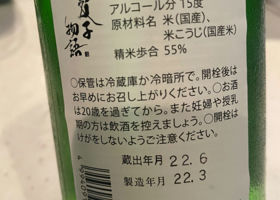 夏子物語
アルコール分 15度
原材料名 米(国産)、
米こうじ(国産米)
精米歩合 55%
○保管は冷蔵庫か冷暗所で。開栓後は
お早めにお召し上がりください。○お酒
は20歳を過ぎてから。また妊婦や授乳
期の方は飲酒を控えましょう。○開栓は
けがをしないようご注意ください。
蔵出年月 22.6
製造年月 22.3